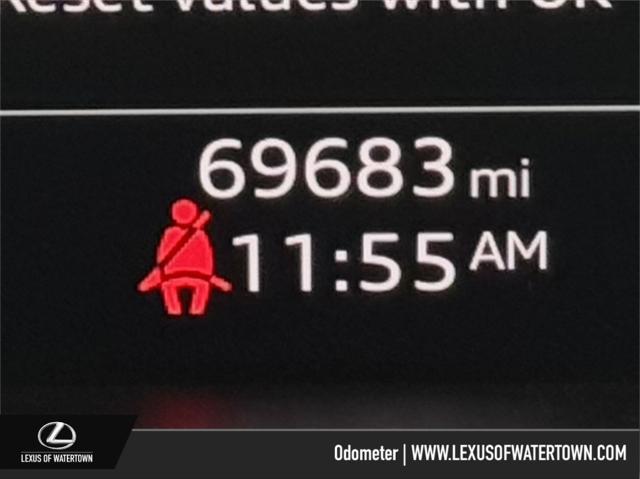 Reset values with OK
69683 mi
11:55 AM
LEXUS OF WATERTOWN
Odometer | WWW.LEXUSOFWATERTOWN.COM